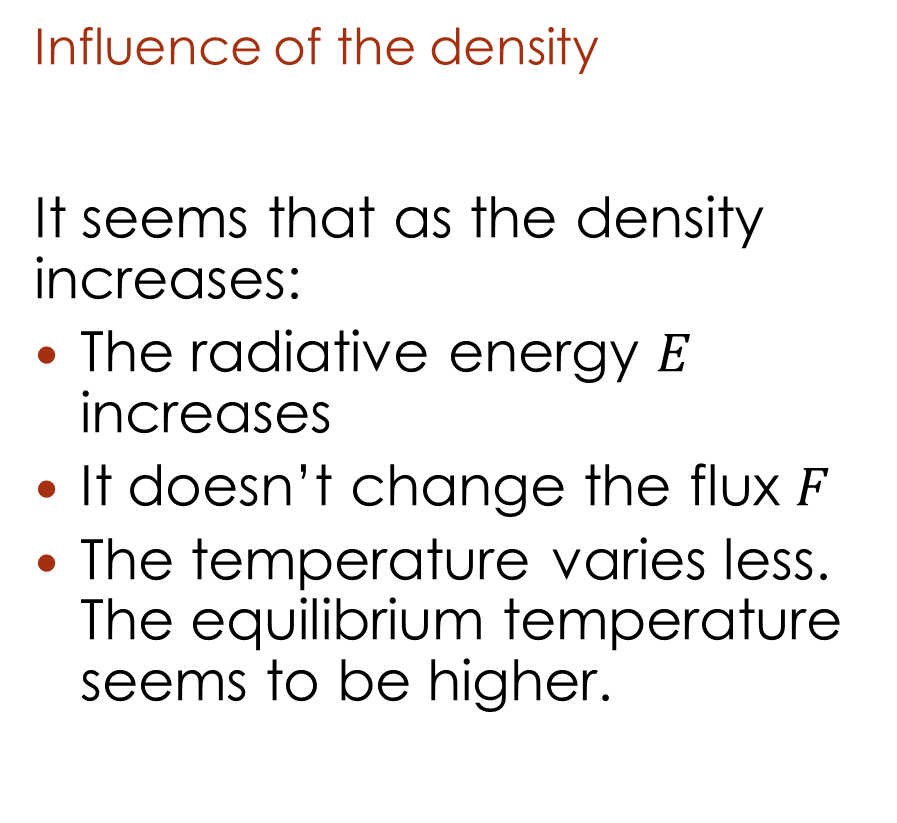 Influence of the density
It seems that as the density
increases:
• The radiative energy E
increases
• It doesn’t change the flux F
• The temperature varies less.
The equilibrium temperature
seems to be higher.